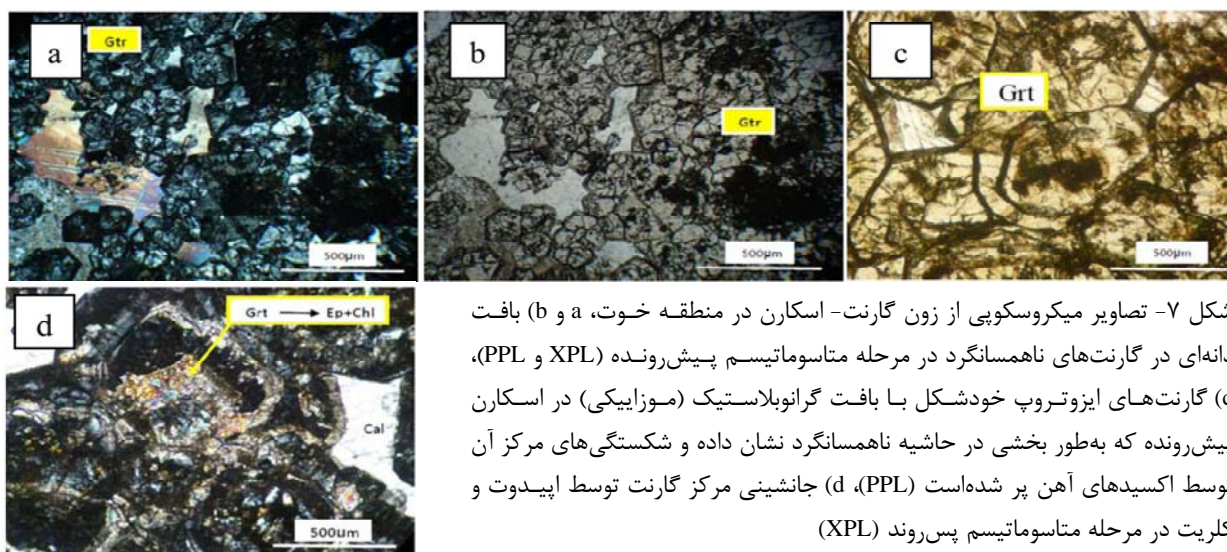 a
Gtr
500µm
b
Gtr
500µm
c
Grt
500µm
d
Grt → Ep+Chl
Cal
500µm
شکل ۷- تصاویر میکروسکوپی از زون گارنت- اسکارن در منطقه خوت، a و b) بافت
دانه‌ای در گارنت‌های ناهمسانگرد در مرحله متاسوماتیسم پیش‌رونده (XPL و PPL)،
c) گارنت‌های ایزوتروپ خودشکل با بافت گرانوبلاستیک (موزاییکی) در اسکارن
پیش‌رونده که به‌طور بخشی در حاشیه ناهمسانگرد نشان داده و شکستگی‌های مرکز آن
توسط اکسیدهای آهن پر شده‌است (PPL)، d) جانشینی مرکز گارنت توسط اپیدوت و
کلریت در مرحله متاسوماتیسم پس‌روند (XPL)